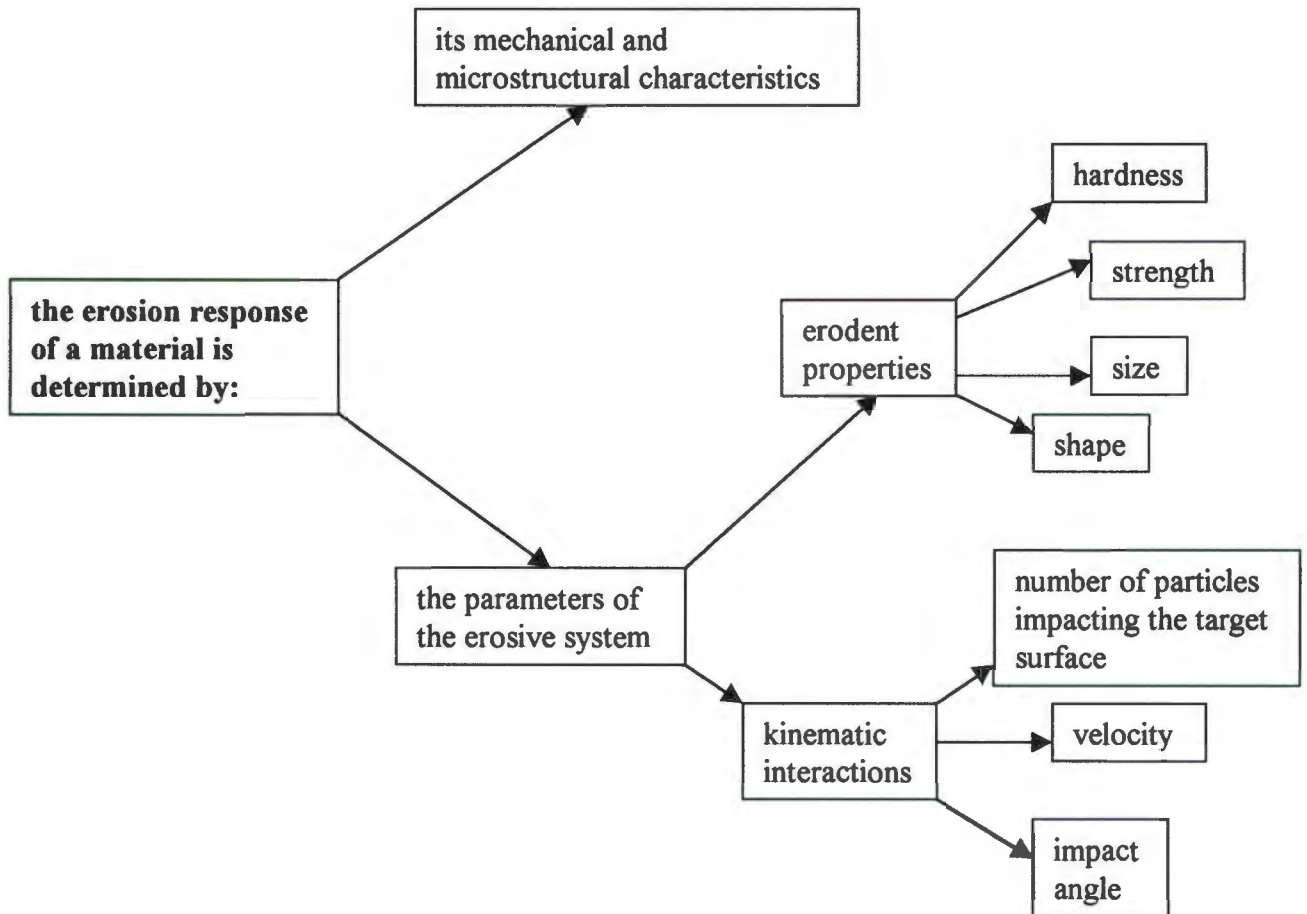 its mechanical and
microstructural characteristics
the erosion response
of a material is
determined by:
the parameters of
the erosive system
erodent
properties
hardness
strength
size
shape
kinematic
interactions
number of particles
impacting the target
surface
velocity
impact
angle